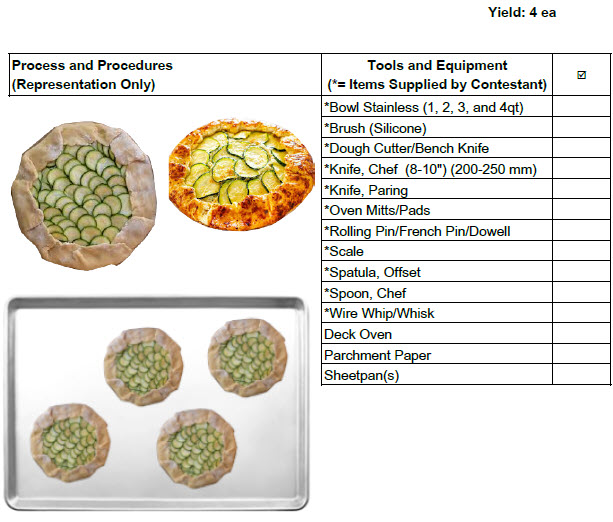 Yield: 4 ea
Process and Procedures
(Representation Only)
Tools and Equipment
(*= Items Supplied by Contestant)
☑
*Bowl Stainless (1, 2, 3, and 4qt)
*Brush (Silicone)
*Dough Cutter/Bench Knife
*Knife, Chef  (8-10") (200-250 mm)
*Knife, Paring
*Oven Mitts/Pads
*Rolling Pin/French Pin/Dowell
*Scale
*Spatula, Offset
*Spoon, Chef
*Wire Whip/Whisk
Deck Oven
Parchment Paper
Sheetpan(s)